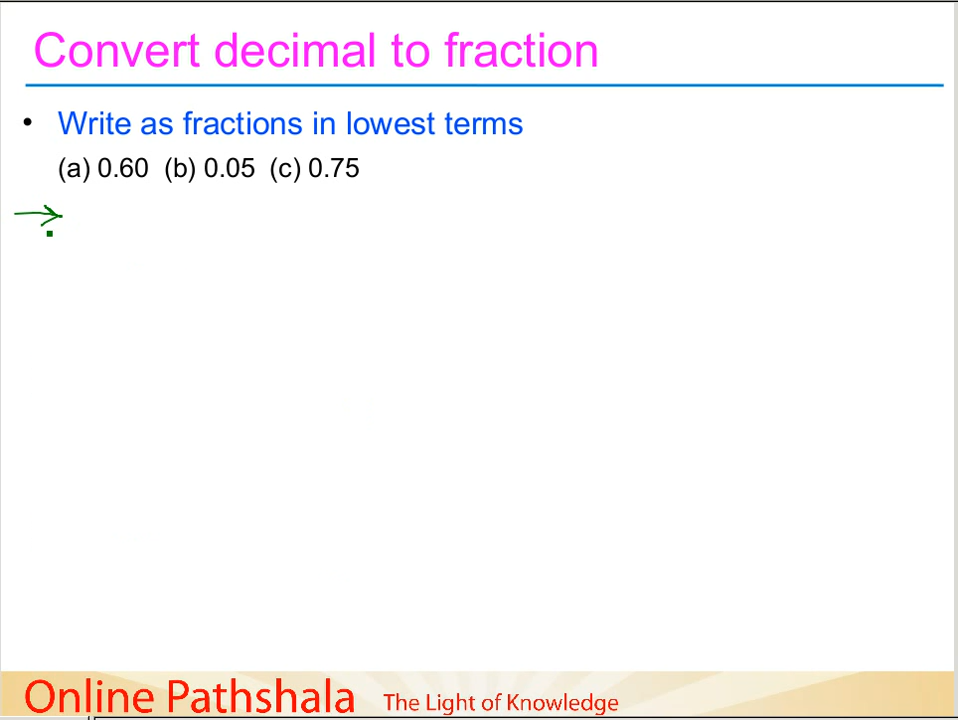 Convert decimal to fraction
• Write as fractions in lowest terms
(a) 0.60 (b) 0.05 (c) 0.75
Online Pathshala The Light of Knowledge